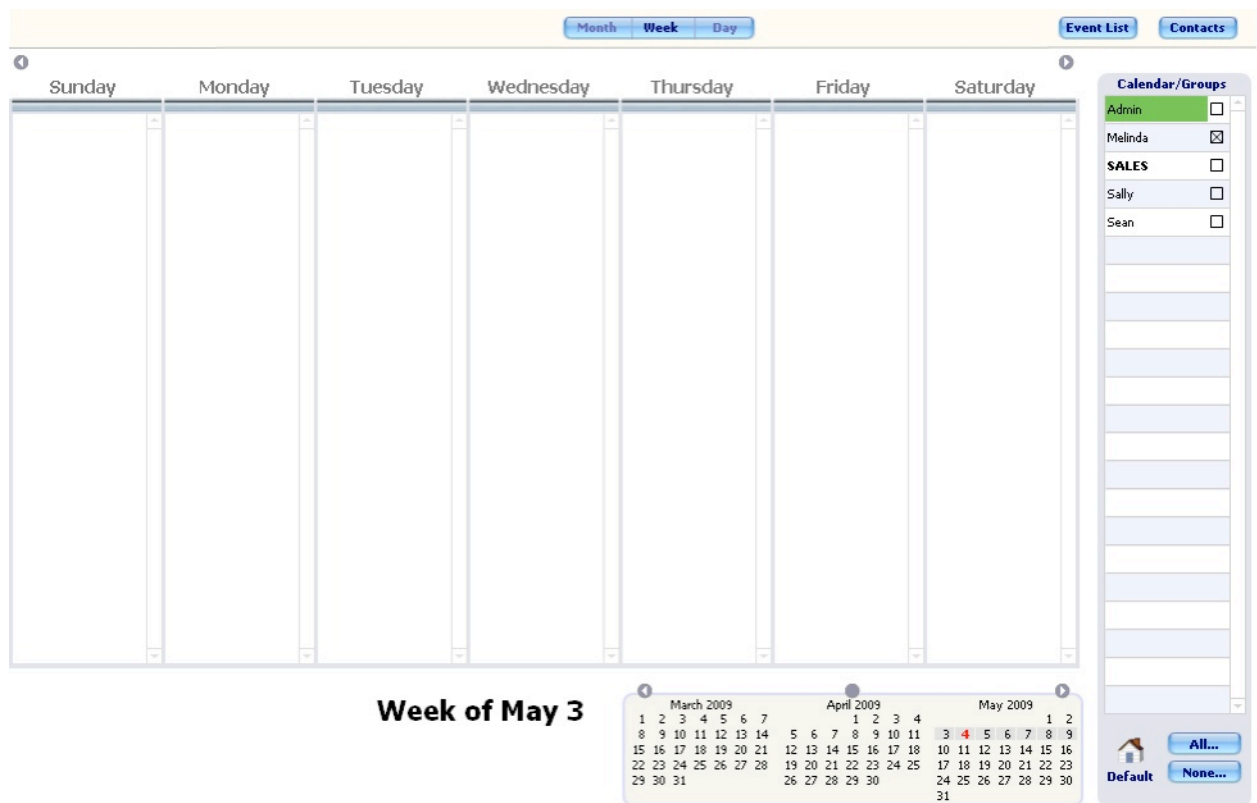 Month Week Day Event List Contacts
Sunday Monday Tuesday Wednesday Thursday Friday Saturday
Calendar/Groups
Admin
Melinda
SALES
Sally
Sean
Week of May 3
March 2009
1 2 3 4 5 6 7
8 9 10 11 12 13 14
15 16 17 18 19 20 21
22 23 24 25 26 27 28
29 30 31
April 2009
1 2 3 4
5 6 7 8 9 10 11
12 13 14 15 16 17 18
19 20 21 22 23 24 25
26 27 28 29 30
May 2009
1 2
3 4 5 6 7 8 9
10 11 12 13 14 15 16
17 18 19 20 21 22 23
24 25 26 27 28 29 30
31
Default
All...
None...